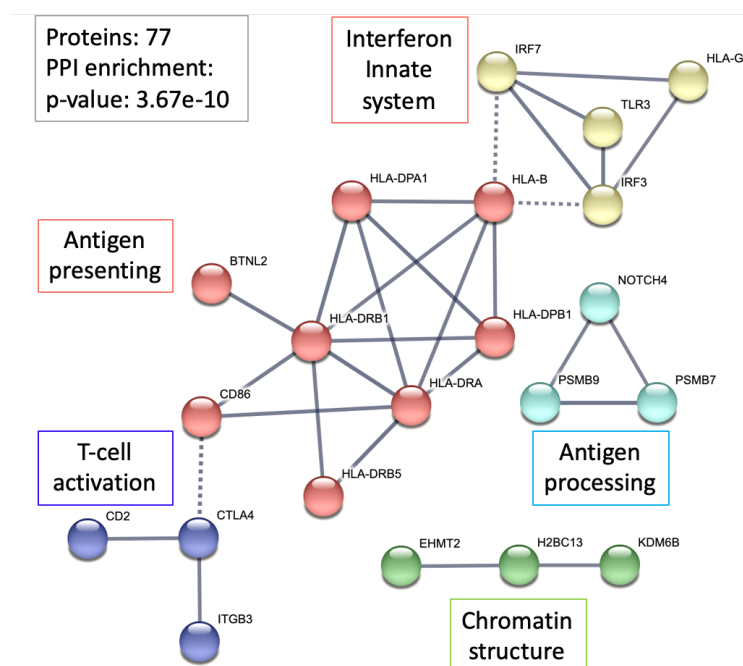 Proteins: 77
PPI enrichment:
p-value: 3.67e-10
Interferon
Innate
system
IRF7
HLA-G
TLR3
IRF3
HLA-DPA1
HLA-B
Antigen
presenting
BTNL2
HLA-DRB1
HLA-DPB1
NOTCH4
CD86
HLA-DRA
PSMB9
PSMB7
T-cell
activation
Antigen
processing
HLA-DRB5
CD2
CTLA4
EHMT2
H2BC13
KDM6B
ITGB3
Chromatin
structure